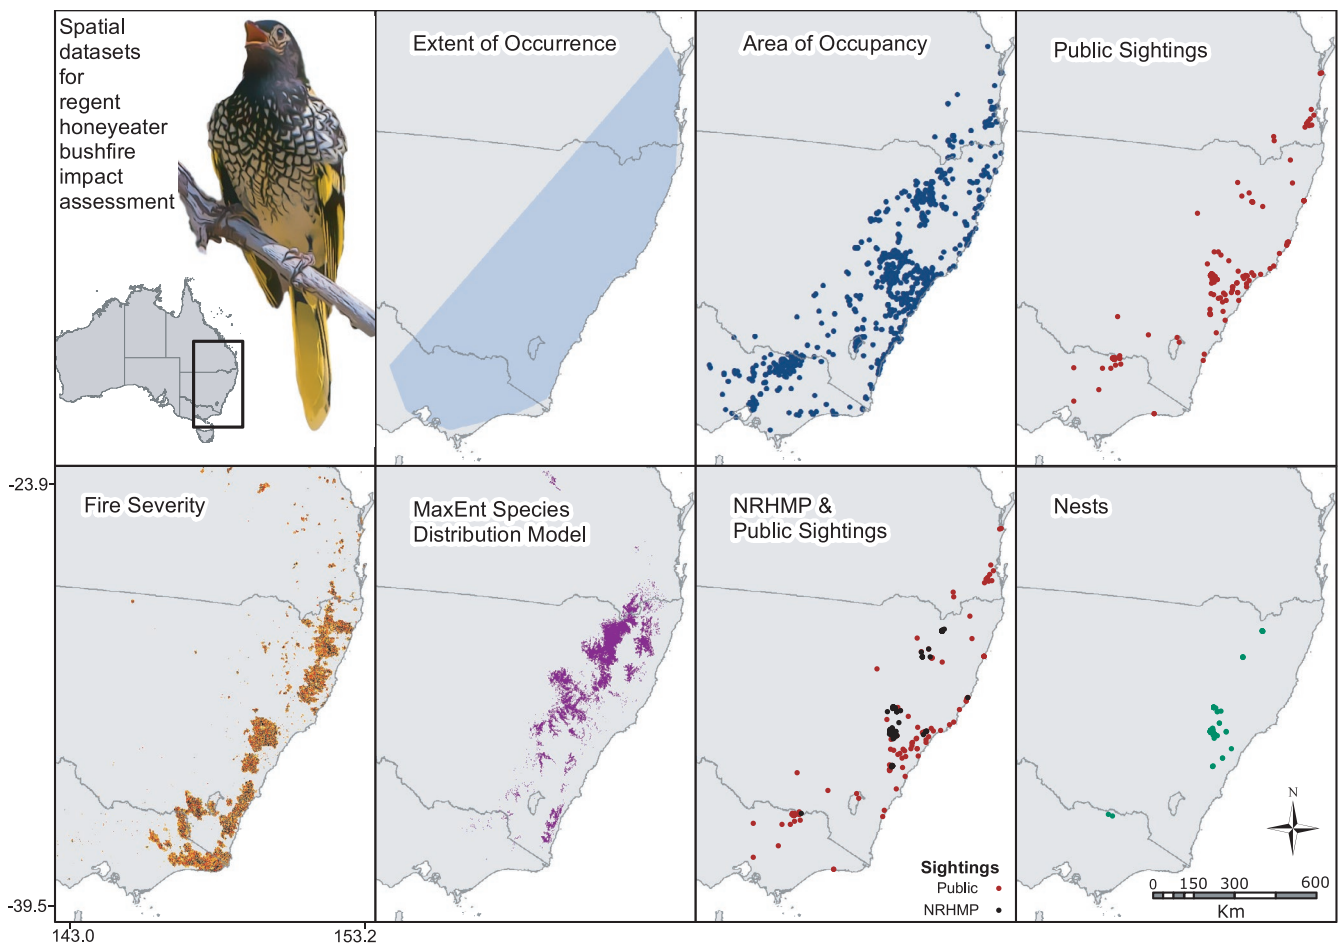 Spatial
datasets
for
regent
honeyeater
bushfire
impact
assessment
Extent of Occurrence
Area of Occupancy
Public Sightings
-23.9
Fire Severity
MaxEnt Species
Distribution Model
NRHMP &
Public Sightings
Nests
N
Sightings
Public
NRHMP
0 150 300 600
Km
-39.5
143.0
153.2